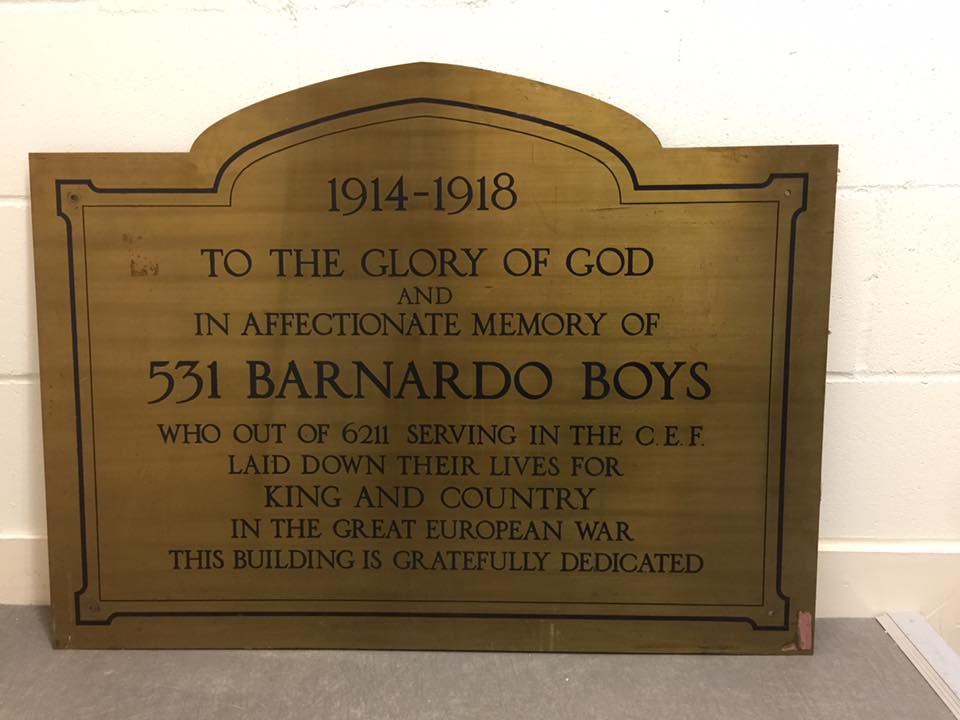 1914-1918
TO THE GLORY OF GOD
AND
IN AFFECTIONATE MEMORY OF
531 BARNARDO BOYS
WHO OUT OF 6211 SERVING IN THE C.E.F.
LAID DOWN THEIR LIVES FOR
KING AND COUNTRY
IN THE GREAT EUROPEAN WAR
THIS BUILDING IS GRATEFULLY DEDICATED